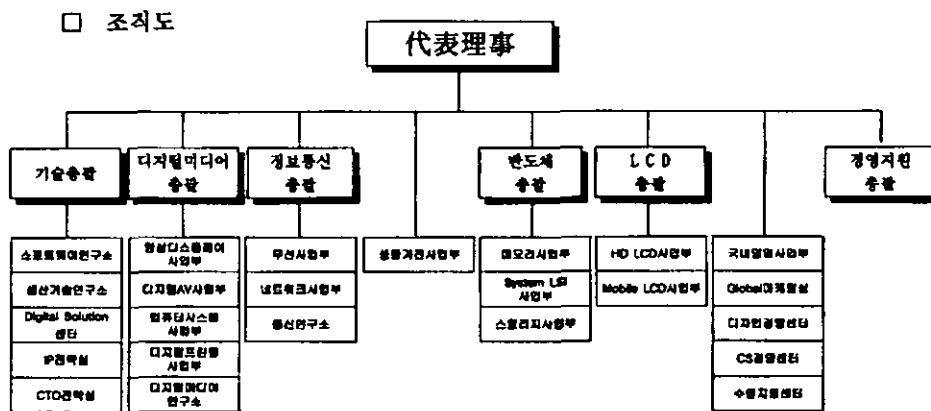 □ 조직도
代表理事
기술총괄
디지털미디어
총괄
정보통신
총괄
반도체
총괄
LCD
총괄
경영지원
총괄
소프트웨어연구소
생산기술연구소
Digital Solution
센터
IP전략실
CTO전략실
영상디스플레이
사업부
디지털AV사업부
컴퓨터시스템
사업부
디지털프린팅
사업부
디지털미디어
연구소
무선사업부
네트워크사업부
통신연구소
생활가전사업부
메모리사업부
System LSI
사업부
스토리지사업부
HD LCD사업부
Mobile LCD사업부
국내영업사업부
Global마케팅실
디자인경영센터
CS경영센터